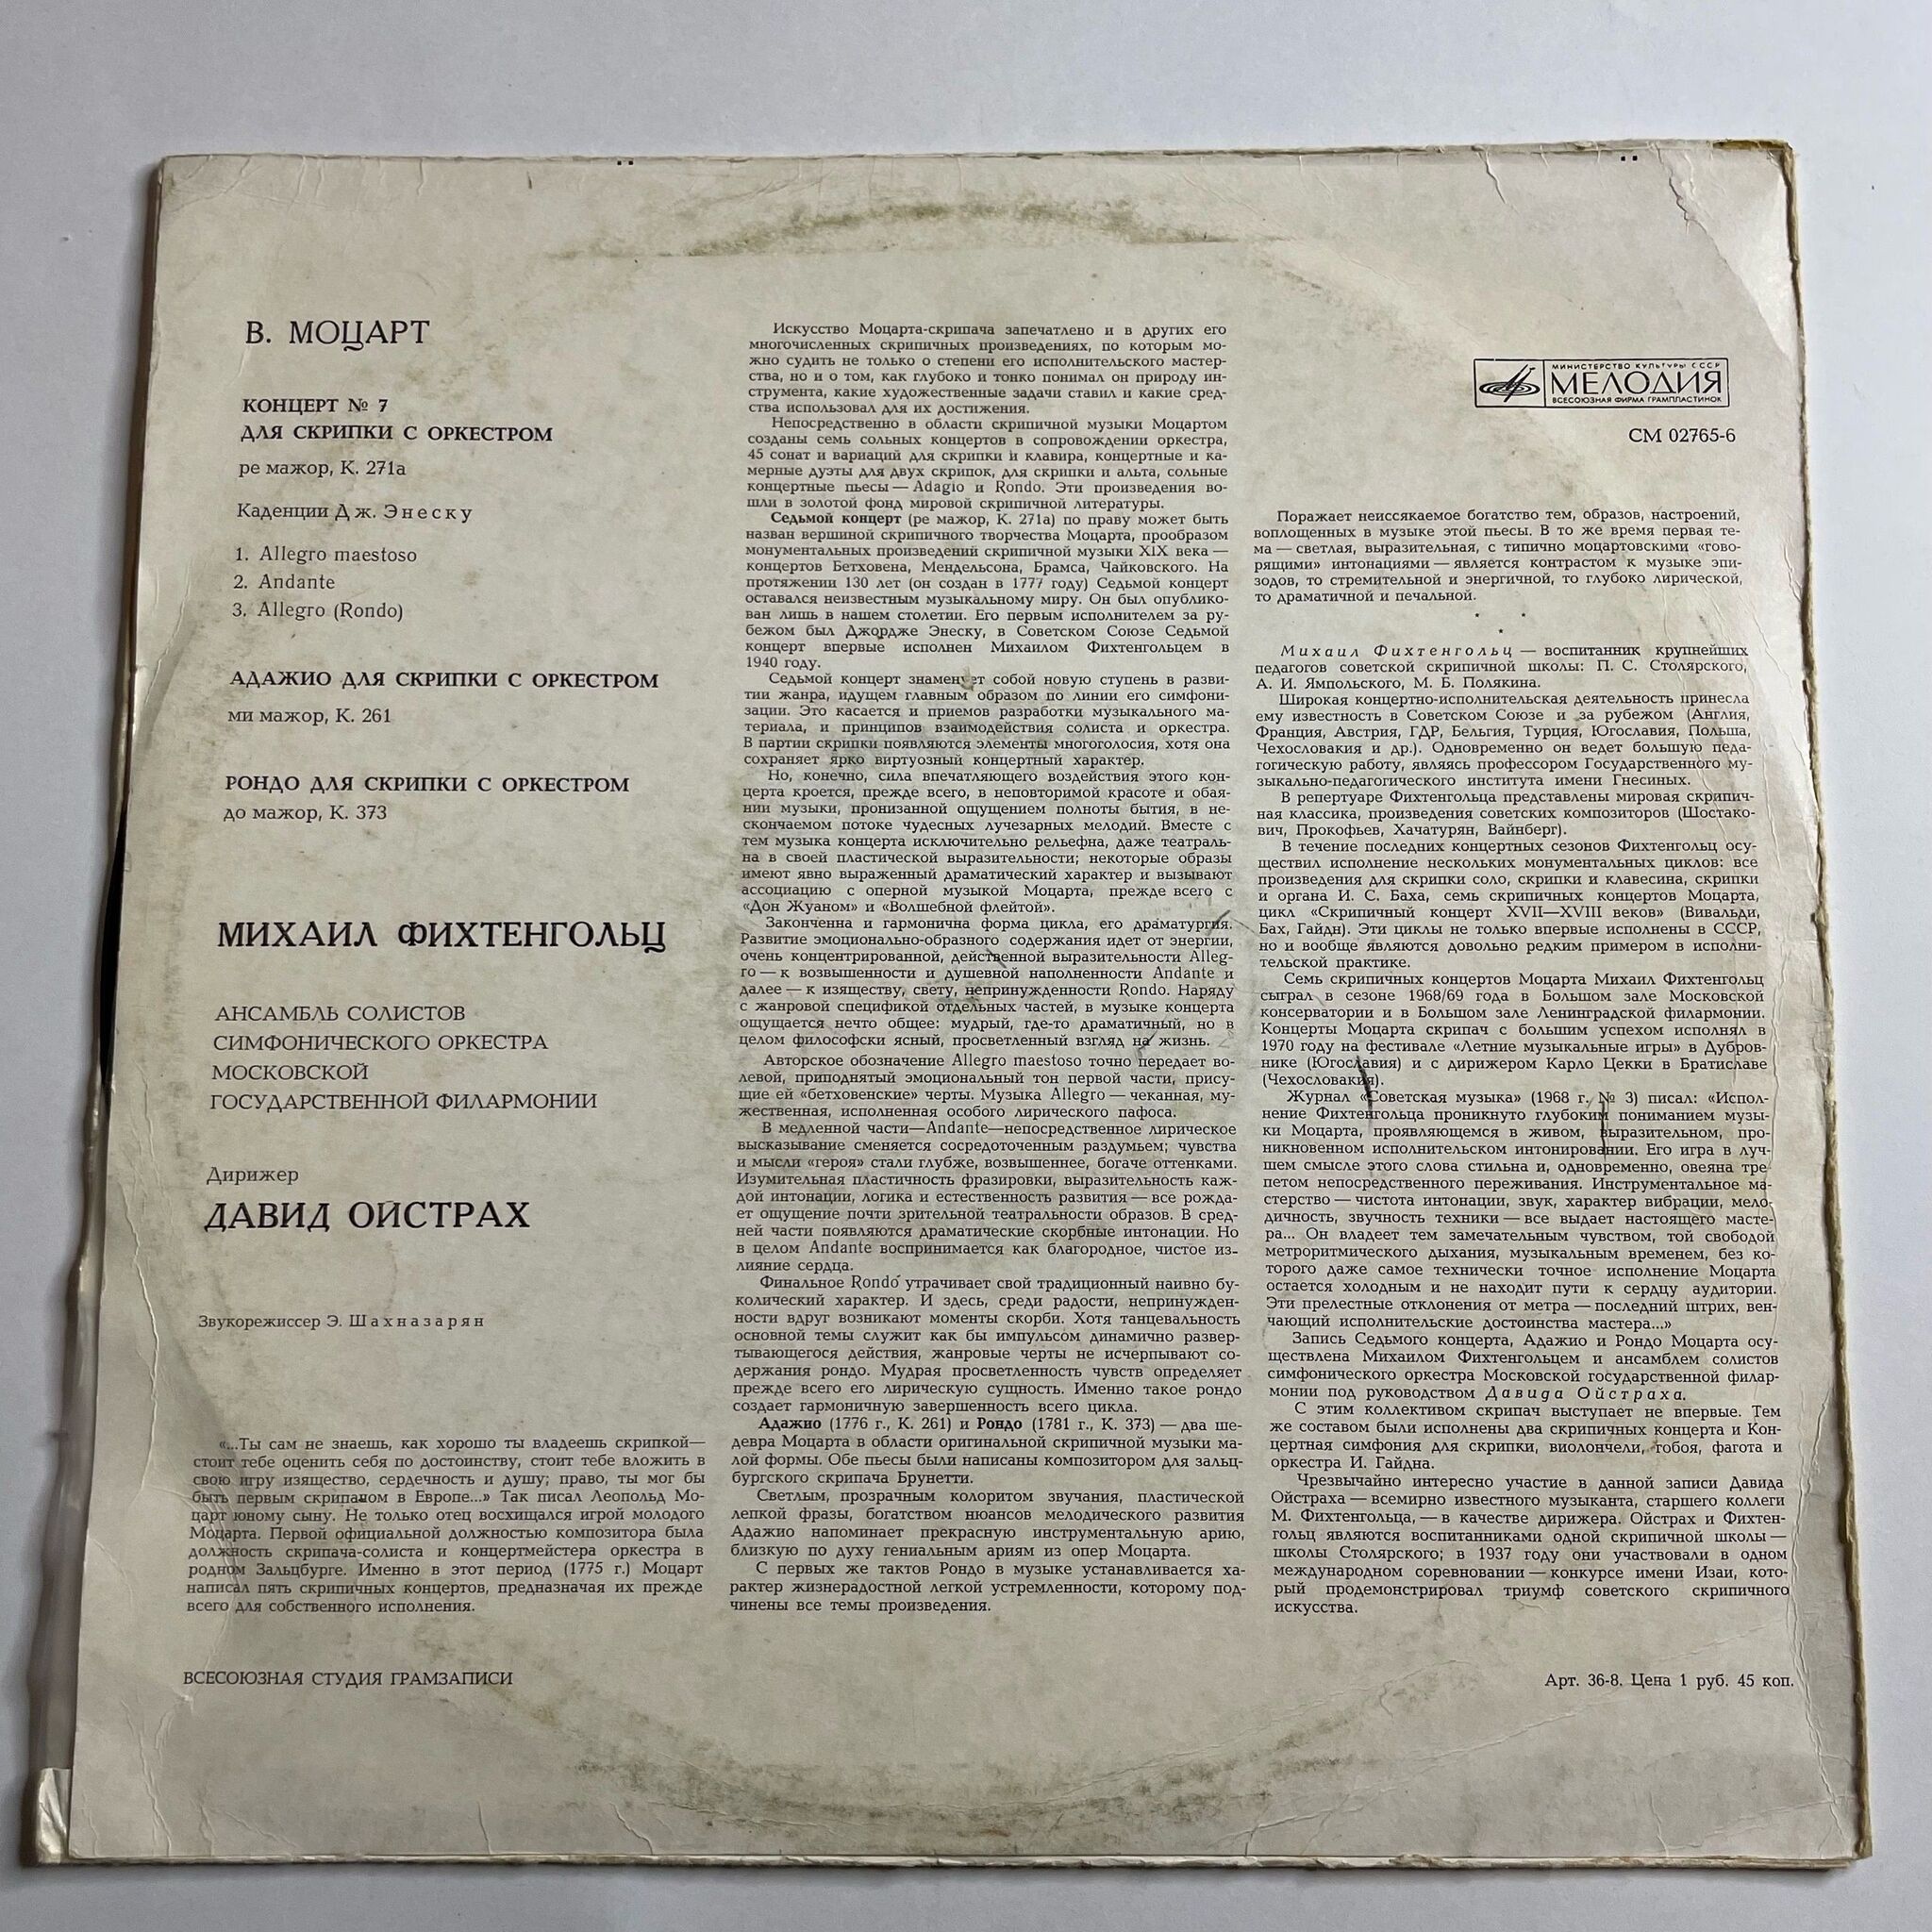 В. МОЦАРТ
КОНЦЕРТ № 7
ДЛЯ СКРИПКИ С ОРКЕСТРОМ
ре мажор, К. 271а
Каденции Дж. Энеску
1. Allegro maestoso
2. Andante
3. Allegro (Rondo)
АДАЖИО ДЛЯ СКРИПКИ С ОРКЕСТРОМ
ми мажор, К. 261
РОНДО ДЛЯ СКРИПКИ С ОРКЕСТРОМ
до мажор, К. 373
МИХАИЛ ФИХТЕНГОЛЬЦ
АНСАМБЛЬ СОЛИСТОВ
СИМФОНИЧЕСКОГО ОРКЕСТРА
МОСКОВСКОЙ
ГОСУДАРСТВЕННОЙ ФИЛАРМОНИИ
Дирижер
ДАВИД ОЙСТРАХ
Звукорежиссер Э. Шахназарян
«...Ты сам не знаешь, как хорошо ты владеешь скрипкой—
стоит тебе оценить себя по достоинству, стоит тебе вложить в
свою игру изящество, сердечность и душу; право, ты мог бы
быть первым скрипачом в Европе...» Так писал Леопольд Мо-
царт юному сыну. Не только отец восхищался игрой молодого
Моцарта. Первой официальной должностью композитора была
должность скрипача-солиста и концертмейстера оркестра в
родном Зальцбурге. Именно в этот период (1775 г.) Моцарт
написал пять скрипичных концертов, предназначая их прежде
всего для собственного исполнения.
ВСЕСОЮЗНАЯ СТУДИЯ ГРАМЗАПИСИ
Искусство Моцарта-скрипача запечатлено и в других его
многочисленных скрипичных произведениях, по которым мо-
жно судить не только о степени его исполнительского мастер-
ства, но и о том, как глубоко и тонко понимал он природу ин-
струмента, какие художественные задачи ставил и какие сред-
ства использовал для их достижения.
Непосредственно в области скрипичной музыки Моцартом
созданы семь сольных концертов в сопровождении оркестра,
45 сонат и вариаций для скрипки и клавира, концертные и ка-
мерные дуэты для двух скрипок, для скрипки и альта, сольные
концертные пьесы — Adagio и Rondo. Эти произведения во-
шли в золотой фонд мировой скрипичной литературы.
Седьмой концерт (ре мажор, К. 271а) по праву может быть
назван вершиной скрипичного творчества Моцарта, прообразом
монументальных произведений скрипичной музыки XIX века —
концертов Бетховена, Мендельсона, Брамса, Чайковского. На
протяжении 130 лет (он создан в 1777 году) Седьмой концерт
оставался неизвестным музыкальному миру. Он был опублико-
ван лишь в нашем столетии. Его первым исполнителем за ру-
бежом был Джордже Энеску, в Советском Союзе Седьмой
концерт впервые исполнен Михаилом Фихтенгольцем в
1940 году.
Седьмой концерт знаменует собой новую ступень в разви-
тии жанра, идущем главным образом по линии его симфони-
зации. Это касается и приемов разработки музыкального ма-
териала, и принципов взаимодействия солиста и оркестра.
В партии скрипки появляются элементы многоголосия, хотя она
сохраняет ярко виртуозный концертный характер.
Но, конечно, сила впечатляющего воздействия этого кон-
церта кроется, прежде всего, в неповторимой красоте и обая-
нии музыки, пронизанной ощущением полноты бытия, в не-
скончаемом потоке чудесных лучезарных мелодий. Вместе с
тем музыка концерта исключительно рельефна, даже театраль-
на в своей пластической выразительности; некоторые образы
имеют явно выраженный драматический характер и вызывают
ассоциацию с оперной музыкой Моцарта, прежде всего с
«Дон Жуаном» и «Волшебной флейтой».
Законченна и гармонична форма цикла, его драматургия.
Развитие эмоционально-образного содержания идет от энергии,
очень концентрированной, действенной выразительности Alleg-
го — к возвышенности и душевной наполненности Andante и
далее — к изяществу, свету, непринужденности Rondo. Наряду
с жанровой спецификой отдельных частей, в музыке концерта
ощущается нечто общее: мудрый, где-то драматичный, но в
целом философски ясный, просветленный взгляд на жизнь.
Авторское обозначение Allegro maestoso точно передает во-
левой, приподнятый эмоциональный тон первой части, прису-
щие ей «бетховенские» черты. Музыка Allegro — чеканная, му-
жественная, исполненная особого лирического пафоса.
В медленной части—Andante—непосредственное лирическое
высказывание сменяется сосредоточенным раздумьем; чувства
и мысли «героя» стали глубже, возвышеннее, богаче оттенками.
Изумительная пластичность фразировки, выразительность каж-
дой интонации, логика и естественность развития — все рожда-
ет ощущение почти зрительной театральности образов. В сред-
ней части появляются драматические скорбные интонации. Но
в целом Andante воспринимается как благородное, чистое из-
лияние сердца.
Финальное Rondo утрачивает свой традиционный наивно бу-
колический характер. И здесь, среди радости, непринужден-
ности вдруг возникают моменты скорби. Хотя танцевальность
основной темы служит как бы импульсом динамично развер-
тывающегося действия, жанровые черты не исчерпывают со-
держания рондо. Мудрая просветленность чувств определяет
прежде всего его лирическую сущность. Именно такое рондо
создает гармоничную завершенность всего цикла.
Адажио (1776 г., К. 261) и Рондо (1781 г., К. 373) — два ше-
девра Моцарта в области оригинальной скрипичной музыки ма-
лой формы. Обе пьесы были написаны композитором для зальц-
бургского скрипача Брунетти.
Светлым, прозрачным колоритом звучания, пластической
лепкой фразы, богатством нюансов мелодического развития
Адажио напоминает прекрасную инструментальную арию,
близкую по духу гениальным ариям из опер Моцарта.
С первых же тактов Рондо в музыке устанавливается ха-
рактер жизнерадостной легкой устремленности, которому под-
чинены все темы произведения.
МИНИСТЕРСТВО КУЛЬТУРЫ СССР
МЕЛОДИЯ
ВСЕСОЮЗНАЯ ФИРМА ГРАМПЛАСТИНОК
СМ 02765-6
Поражает неиссякаемое богатство тем, образов, настроений,
воплощенных в музыке этой пьесы. В то же время первая те-
ма — светлая, выразительная, с типично моцартовскими «гово-
рящими» интонациями — является контрастом к музыке эпи-
зодов, то стремительной и энергичной, то глубоко лирической,
то драматичной и печальной.
Михаил Фихтенгольц — воспитанник крупнейших
педагогов советской скрипичной школы: П. С. Столярского,
А. И. Ямпольского, М. Б. Полякина.
Широкая концертно-исполнительская деятельность принесла
ему известность в Советском Союзе и за рубежом (Англия,
Франция, Австрия, ГДР, Бельгия, Турция, Югославия, Польша,
Чехословакия и др.). Одновременно он ведет большую педа-
гогическую работу, являясь профессором Государственного му-
зыкально-педагогического института имени Гнесиных.
В репертуаре Фихтенгольца представлены мировая скрипич-
ная классика, произведения советских композиторов (Шостако-
вич, Прокофьев, Хачатурян, Вайнберг).
В течение последних концертных сезонов Фихтенгольц осу-
ществил исполнение нескольких монументальных циклов: все
произведения для скрипки соло, скрипки и клавесина, скрипки
и органа И. С. Баха, семь скрипичных концертов Моцарта,
цикл «Скрипичный концерт XVII—XVIII веков» (Вивальди,
Бах, Гайдн). Эти циклы не только впервые исполнены в СССР,
но и вообще являются довольно редким примером в исполни-
тельской практике.
Семь скрипичных концертов Моцарта Михаил Фихтенгольц
сыграл в сезоне 1968/69 года в Большом зале Московской
консерватории и в Большом зале Ленинградской филармонии.
Концерты Моцарта скрипач с большим успехом исполнял в
1970 году на фестивале «Летние музыкальные игры» в Дубров-
нике (Югославия) и с дирижером Карло Цекки в Братиславе
(Чехословакия).
Журнал «Советская музыка» (1968 г. № 3) писал: «Испол-
нение Фихтенгольца проникнуто глубоким пониманием музы-
ки Моцарта, проявляющемся в живом, выразительном, про-
никновенном исполнительском интонировании. Его игра в луч-
шем смысле этого слова стильна и, одновременно, овеяна тре-
петом непосредственного переживания. Инструментальное ма-
стерство — чистота интонации, звук, характер вибрации, мело-
дичность, звучность техники — все выдает настоящего масте-
ра... Он владеет тем замечательным чувством, той свободой
метроритмического дыхания, музыкальным временем, без ко-
торого даже самое технически точное исполнение Моцарта
остается холодным и не находит пути к сердцу аудитории.
Эти прелестные отклонения от метра — последний штрих, вен-
чающий исполнительские достоинства мастера...»
Запись Седьмого концерта, Адажио и Рондо Моцарта осу-
ществлена Михаилом Фихтенгольцем и ансамблем солистов
симфонического оркестра Московской государственной филар-
монии под руководством Давида Ойстраха.
С этим коллективом скрипач выступает не впервые. Тем
же составом были исполнены два скрипичных концерта и Кон-
цертная симфония для скрипки, виолончели, гобоя, фагота и
оркестра И. Гайдна.
Чрезвычайно интересно участие в данной записи Давида
Ойстраха — всемирно известного музыканта, старшего коллеги
М. Фихтенгольца, — в качестве дирижера. Ойстрах и Фихтен-
гольц являются воспитанниками одной скрипичной школы —
школы Столярского; в 1937 году они участвовали в одном
международном соревновании — конкурсе имени Изаи, кото-
рый продемонстрировал триумф советского скрипичного
искусства.
Арт. 36-8. Цена 1 руб. 45 коп.